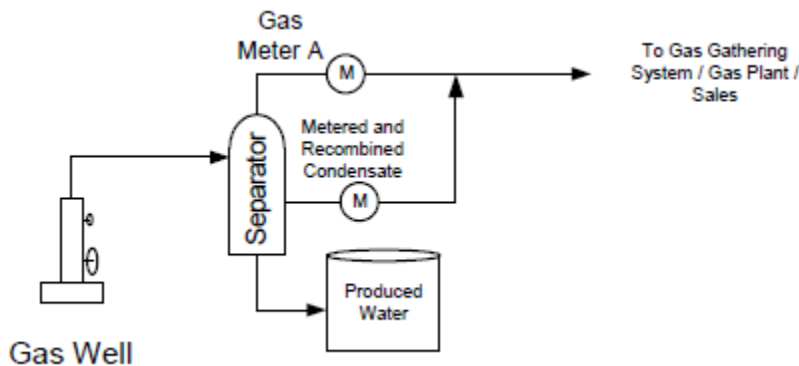 Gas
Meter A
M
To Gas Gathering
System / Gas Plant /
Sales
Metered and
Recombined
Condensate
M
Separator
Produced
Water
Gas Well